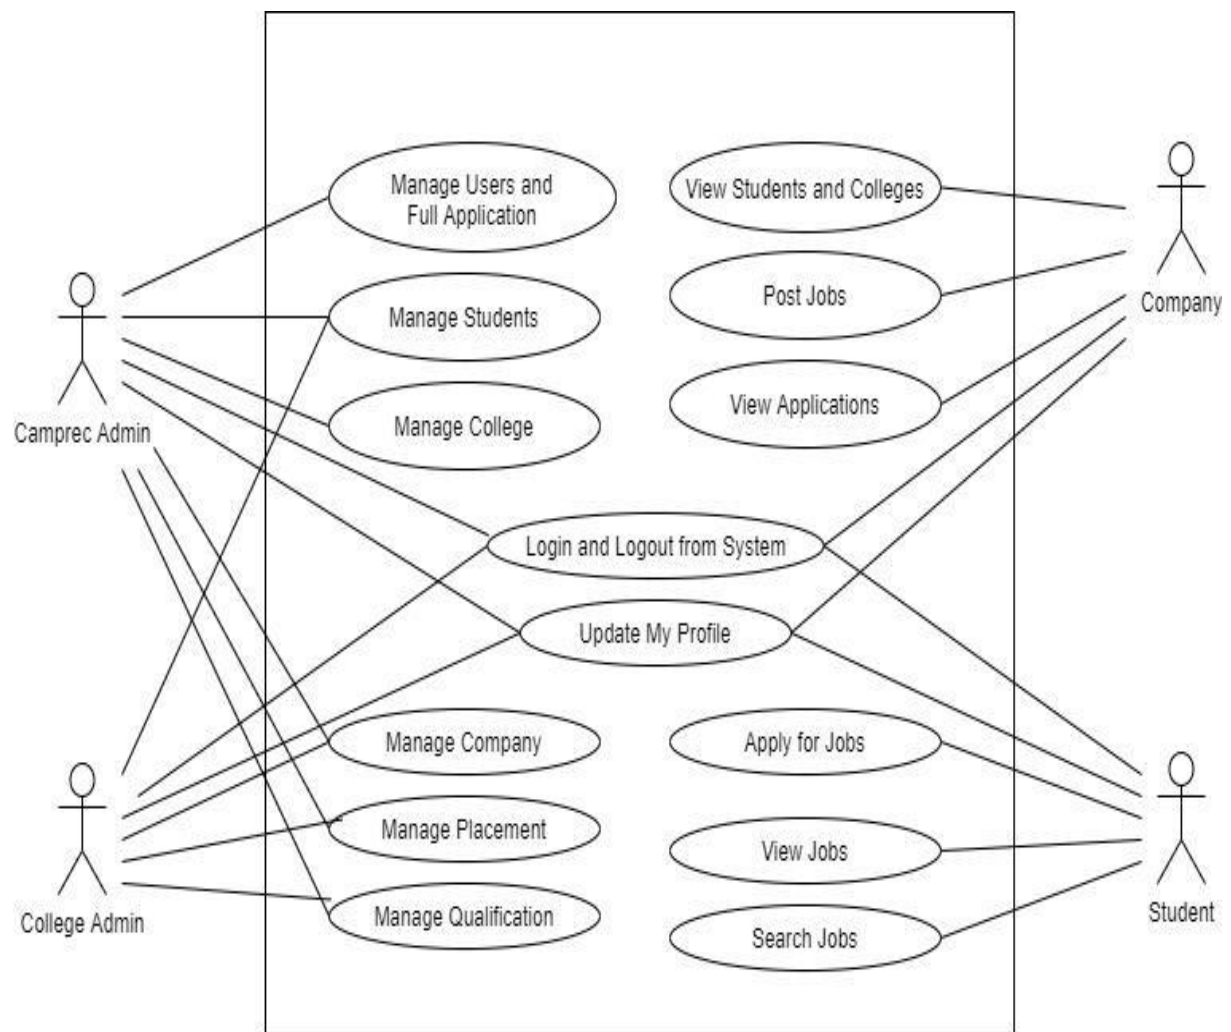 Manage Users and
Full Application
View Students and Colleges
Post Jobs
Company
Manage Students
View Applications
Manage College
Camprec Admin
Login and Logout from System
Update My Profile
Manage Company
Apply for Jobs
Manage Placement
View Jobs
College Admin
Manage Qualification
Student
Search Jobs